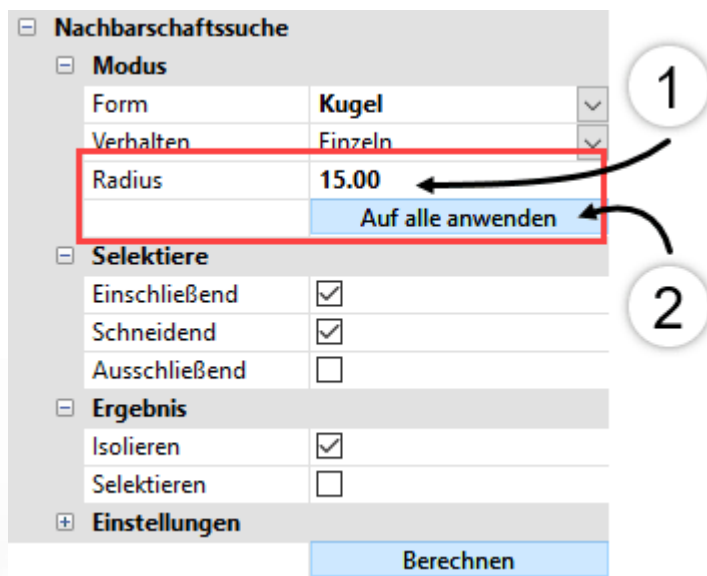 Nachbarschaftssuche
Modus
Form Kugel
1
Verhalten Einzeln
Radius 15.00
Auf alle anwenden
Selektiere
Einschließend
2
Schneidend
Ausschließend
Ergebnis
Isolieren
Selektieren
Einstellungen
Berechnen